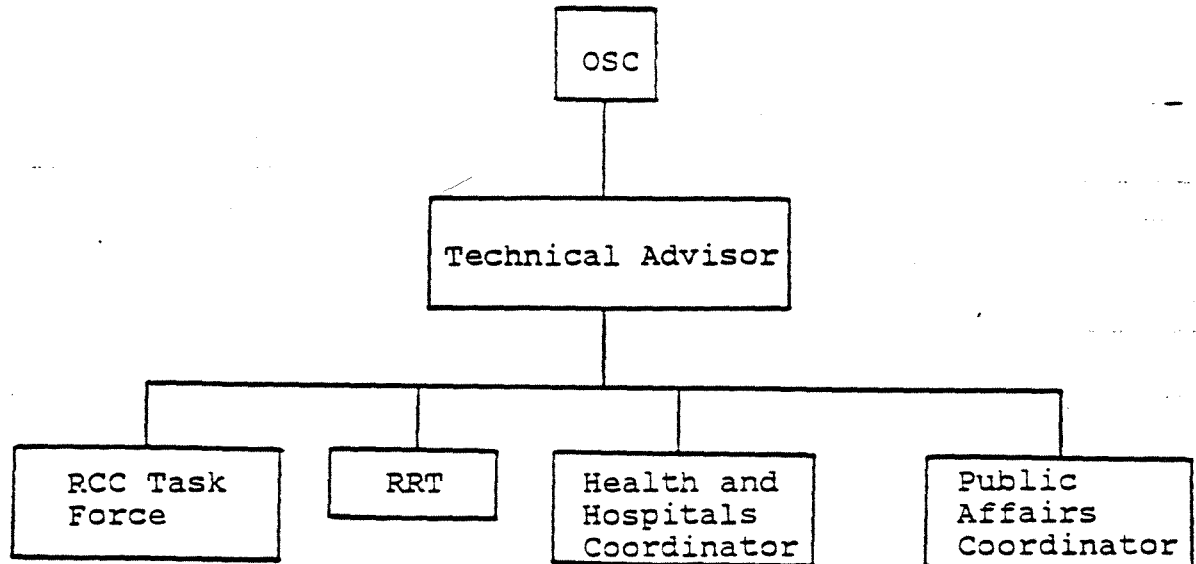 OSC
Technical Advisor
RCC Task
Force
RRT
Health and
Hospitals
Coordinator
Public
Affairs
Coordinator